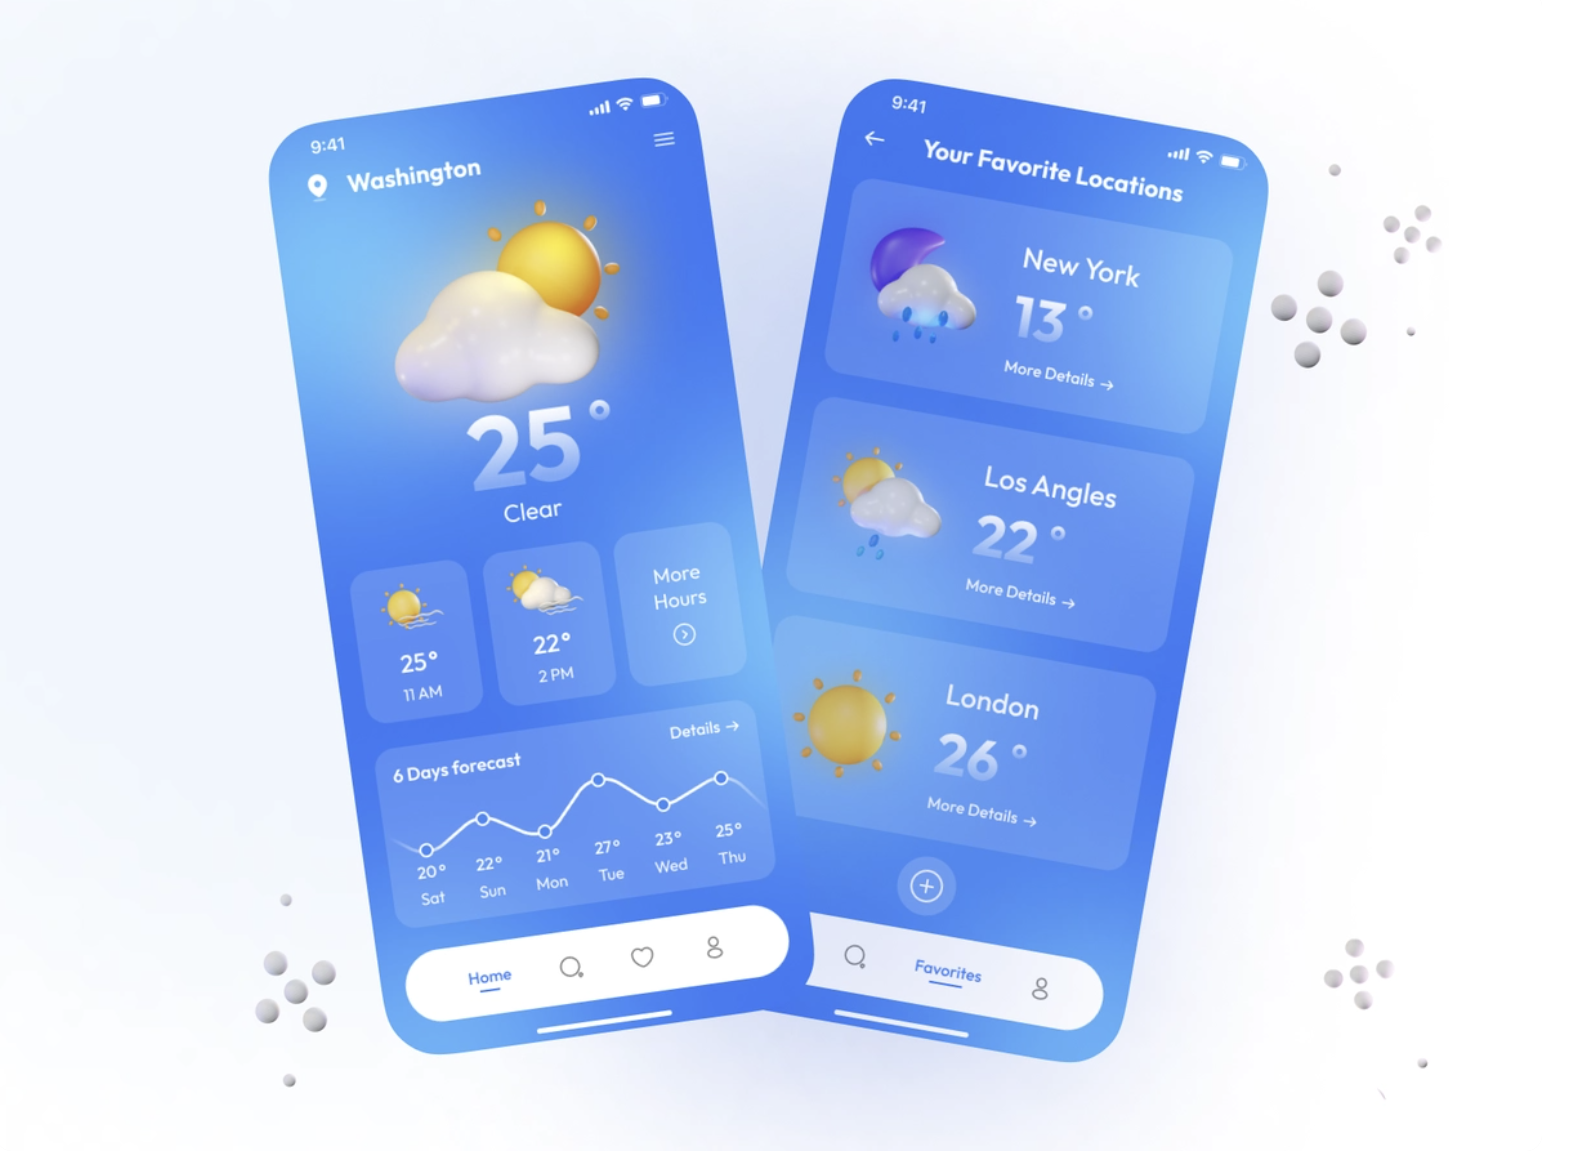 9:41
Washington
25°
Clear
25°
11 AM
22°
2 PM
More
Hours
6 Days forecast
Details →
20°
22°
21°
27°
23°
25°
Sat
Sun
Mon
Tue
Wed
Thu
Home
9:41
Your Favorite Locations
New York
13°
More Details →
Los Angles
22°
More Details →
London
26°
More Details →
Favorites